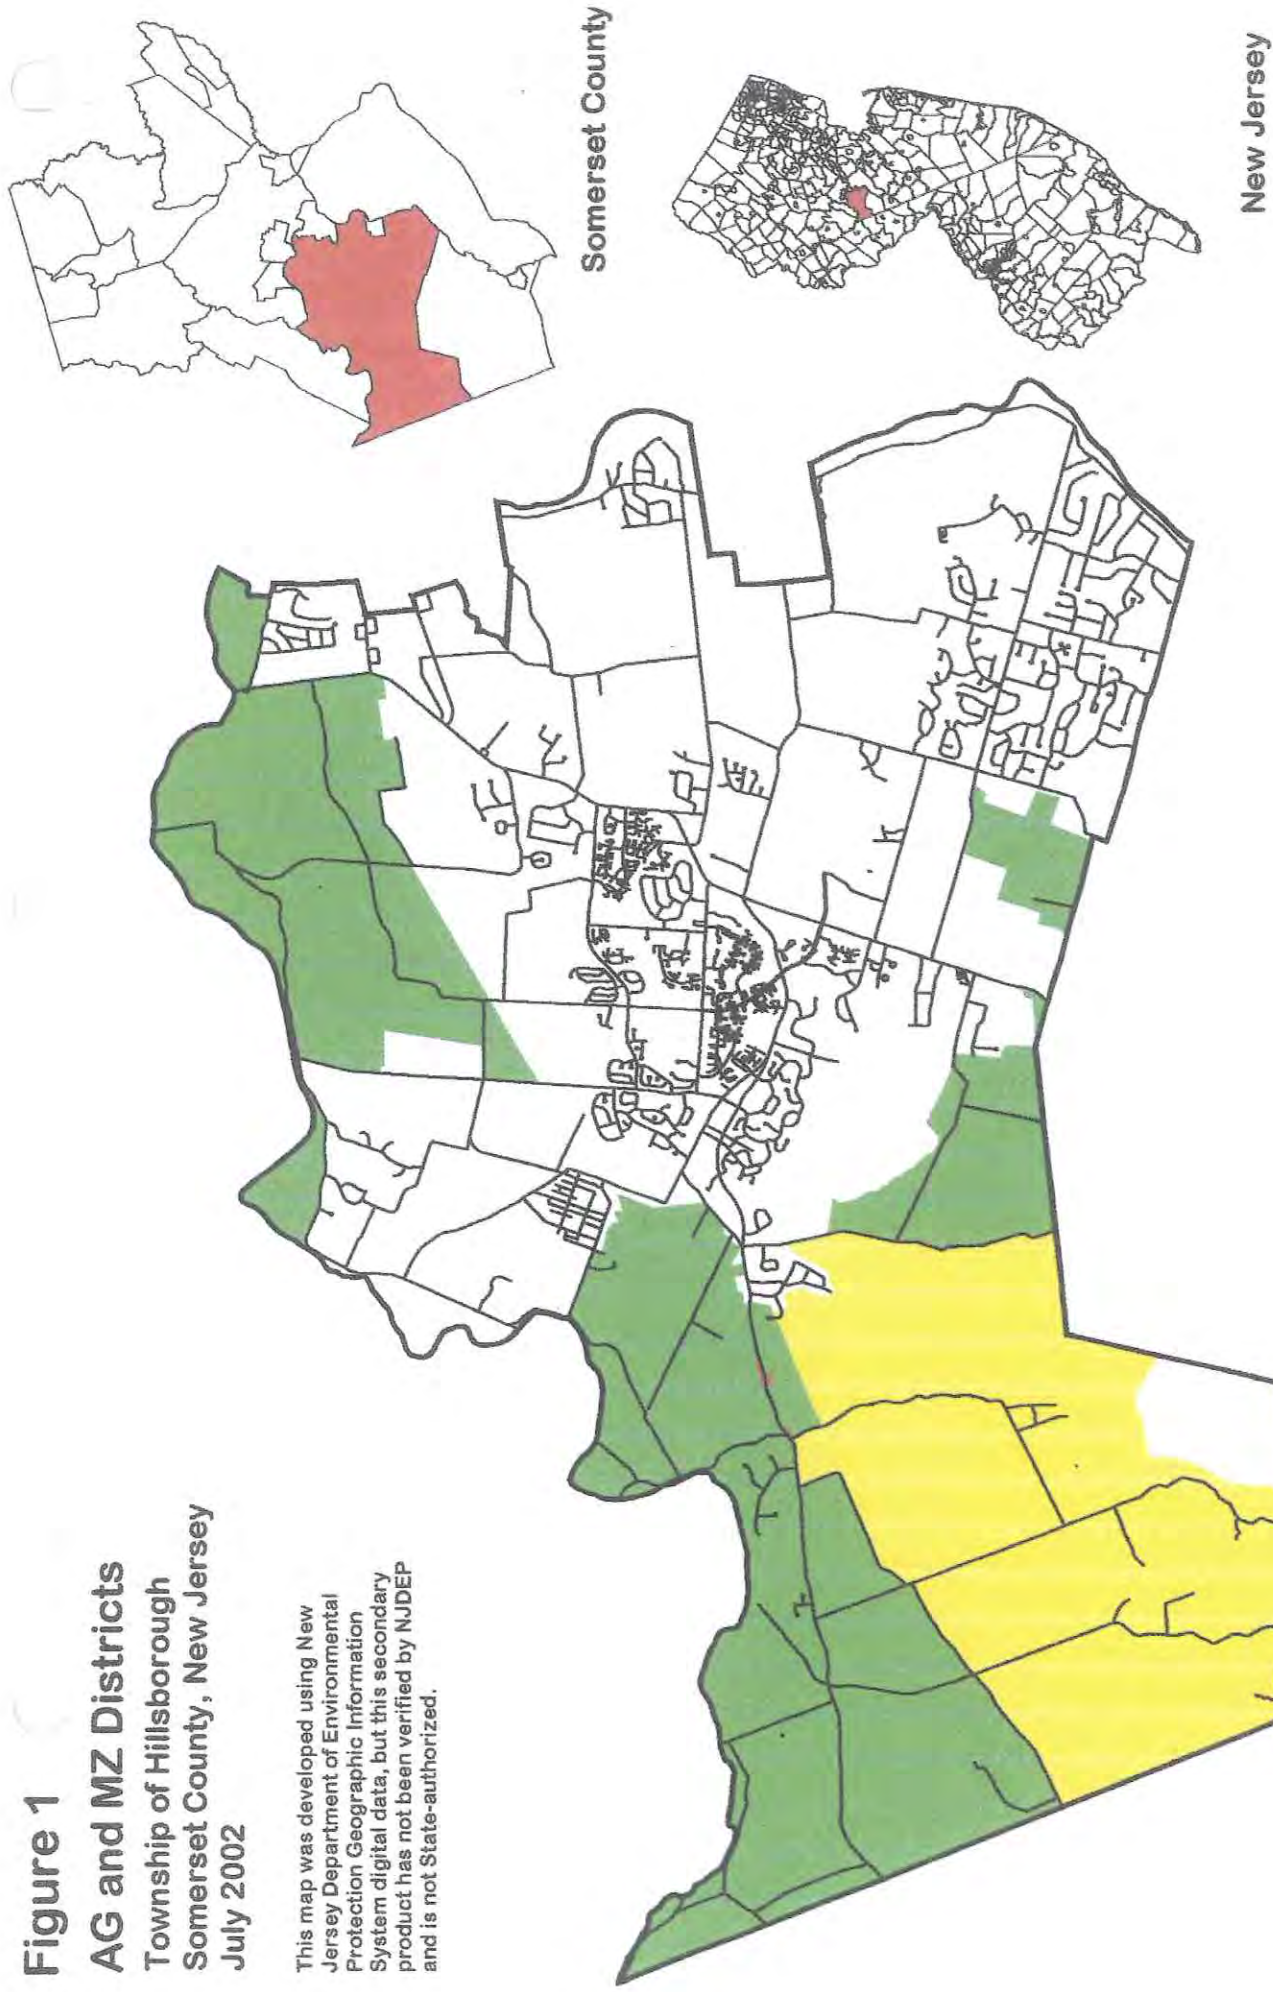 Figure 1
AG and MZ Districts
Township of Hillsborough
Somerset County, New Jersey
July 2002
This map was developed using New
Jersey Department of Environmental
Protection Geographic Information
System digital data, but this secondary
product has not been verified by NJDEP
and is not State-authorized.
Somerset County
New Jersey